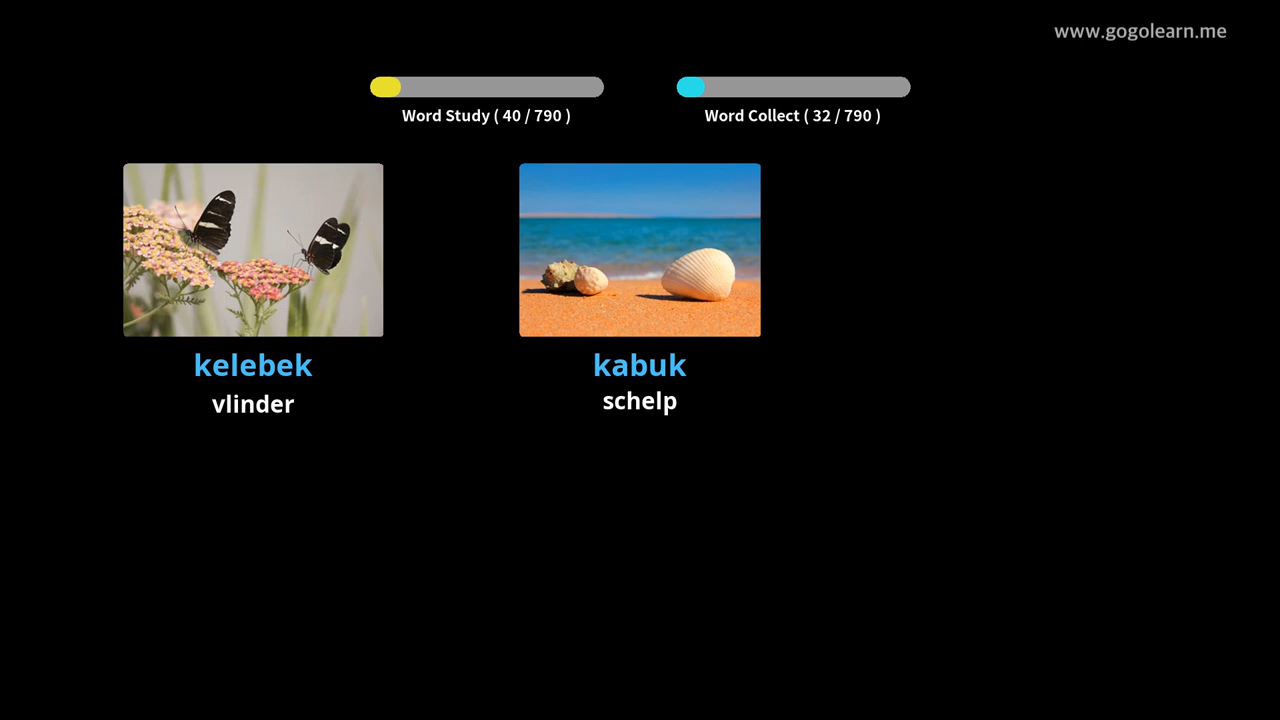 www.gogolearn.me
Word Study ( 40 / 790 )
Word Collect ( 32 / 790 )
kelebek
vlinder
kabuk
schelp